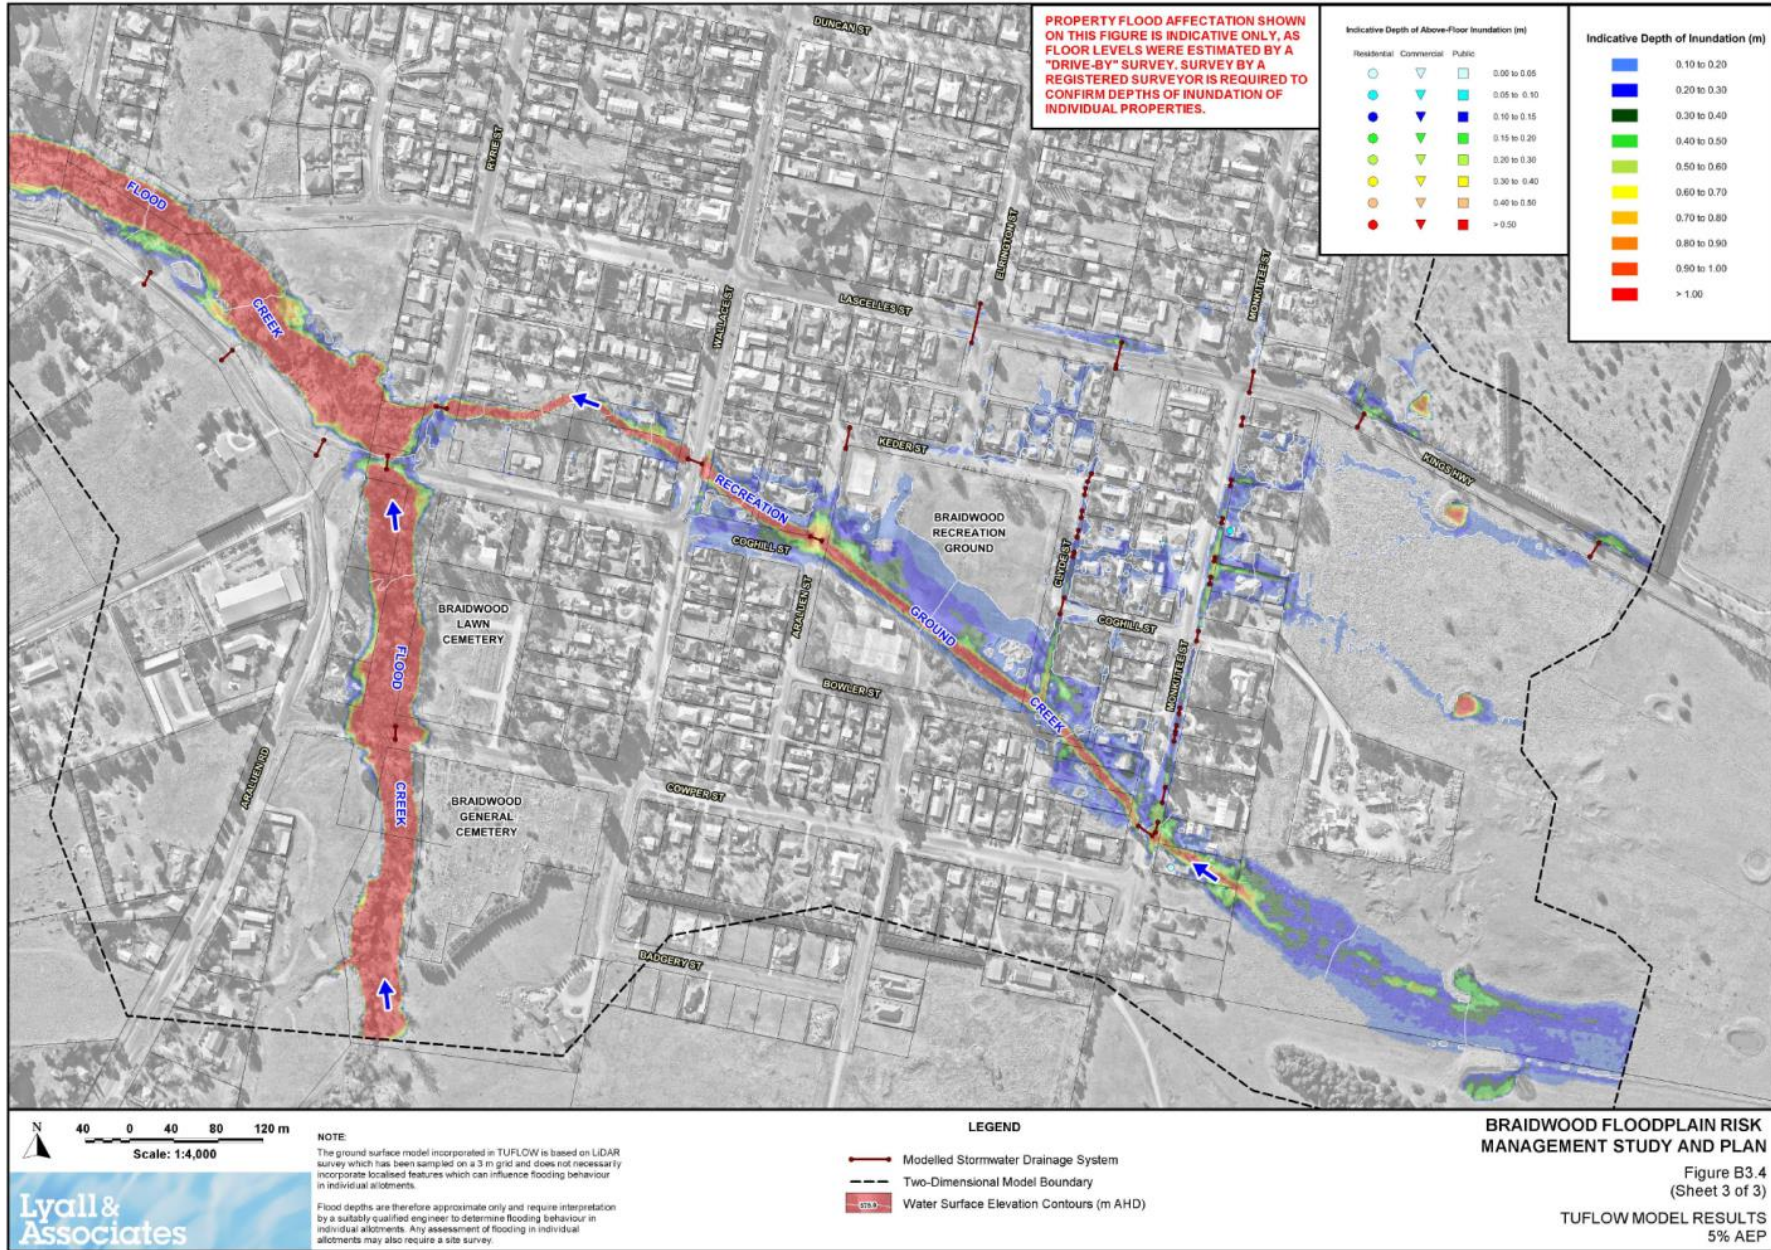 DUNCAN ST
PROPERTY FLOOD AFFECTATION SHOWN
ON THIS FIGURE IS INDICATIVE ONLY, AS
FLOOR LEVELS WERE ESTIMATED BY A
"DRIVE-BY" SURVEY. SURVEY BY A
REGISTERED SURVEYOR IS REQUIRED TO
CONFIRM DEPTHS OF INUNDATION OF
INDIVIDUAL PROPERTIES.
Indicative Depth of Above-Floor Inundation (m)
Residential Commercial Public
0.00 to 0.05
0.05 to 0.10
0.10 to 0.15
0.15 to 0.20
0.20 to 0.30
0.30 to 0.40
0.40 to 0.50
> 0.50
Indicative Depth of Inundation (m)
0.10 to 0.20
0.20 to 0.30
0.30 to 0.40
0.40 to 0.50
0.50 to 0.60
0.60 to 0.70
0.70 to 0.80
0.80 to 0.90
0.90 to 1.00
> 1.00
RYRIE ST
FLOOD
CREEK
WALLACE ST
LASCELLES ST
ELRINGTON ST
MONKITTEE ST
KEDER ST
KINGS HWY
RECREATION
GROUND
CREEK
BRAIDWOOD
RECREATION
GROUND
COGHILL ST
CLYDE ST
ARALUEN ST
COGHILL ST
MONKITTEE ST
BRAIDWOOD
LAWN
CEMETERY
FLOOD
CREEK
BOWLER ST
ARALUEN RD
COWPER ST
BRAIDWOOD
GENERAL
CEMETERY
BADGERY ST
N
40 0 40 80 120 m
Scale: 1:4,000
Lyall &
Associates
NOTE:
The ground surface model incorporated in TUFLOW is based on LiDAR
survey which has been sampled on a 3 m grid and does not necessarily
incorporate localised features which can influence flooding behaviour
in individual allotments.
Flood depths are therefore approximate only and require interpretation
by a suitably qualified engineer to determine flooding behaviour in
individual allotments. Any assessment of flooding in individual
allotments may also require a site survey.
LEGEND
Modelled Stormwater Drainage System
Two-Dimensional Model Boundary
Water Surface Elevation Contours (m AHD)
BRAIDWOOD FLOODPLAIN RISK
MANAGEMENT STUDY AND PLAN
Figure B3.4
(Sheet 3 of 3)
TUFLOW MODEL RESULTS
5% AEP